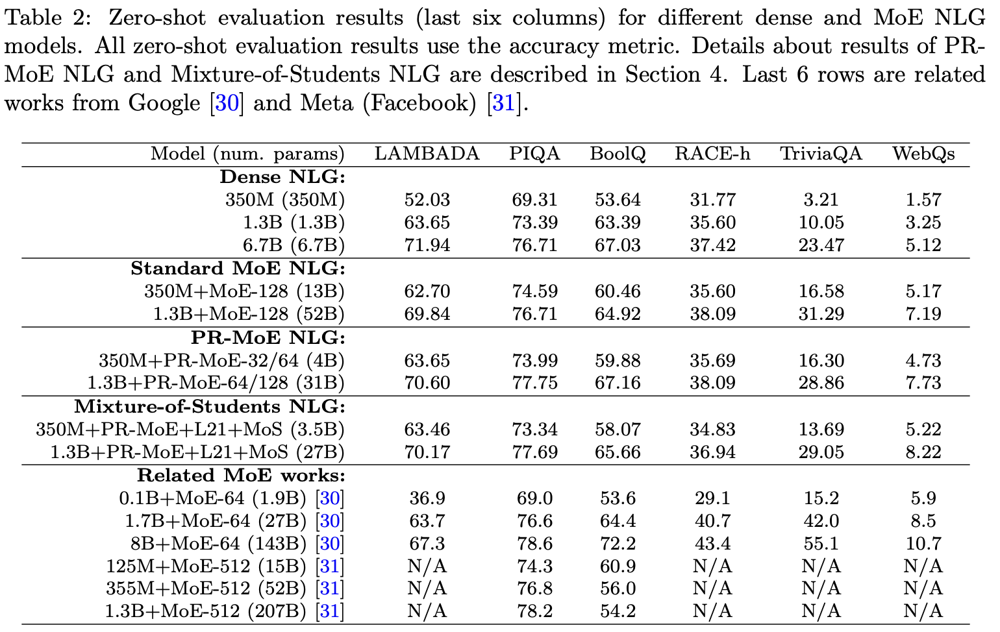 Table 2: Zero-shot evaluation results (last six columns) for different dense and MoE NLG
models. All zero-shot evaluation results use the accuracy metric. Details about results of PR-
MoE NLG and Mixture-of-Students NLG are described in Section 4. Last 6 rows are related
works from Google [30] and Meta (Facebook) [31].
Model (num. params) LAMBADA PIQA BoolQ RACE-h TriviaQA WebQs
Dense NLG:
350M (350M) 52.03 69.31 53.64 31.77 3.21 1.57
1.3B (1.3B) 63.65 73.39 63.39 35.60 10.05 3.25
6.7B (6.7B) 71.94 76.71 67.03 37.42 23.47 5.12
Standard MoE NLG:
350M+MoE-128 (13B) 62.70 74.59 60.46 35.60 16.58 5.17
1.3B+MoE-128 (52B) 69.84 76.71 64.92 38.09 31.29 7.19
PR-MoE NLG:
350M+PR-MoE-32/64 (4B) 63.65 73.99 59.88 35.69 16.30 4.73
1.3B+PR-MoE-64/128 (31B) 70.60 77.75 67.16 38.09 28.86 7.73
Mixture-of-Students NLG:
350M+PR-MoE+L21+MoS (3.5B) 63.46 73.34 58.07 34.83 13.69 5.22
1.3B+PR-MoE+L21+MoS (27B) 70.17 77.69 65.66 36.94 29.05 8.22
Related MoE works:
0.1B+MoE-64 (1.9B) [30] 36.9 69.0 53.6 29.1 15.2 5.9
1.7B+MoE-64 (27B) [30] 63.7 76.6 64.4 40.7 42.0 8.5
8B+MoE-64 (143B) [30] 67.3 78.6 72.2 43.4 55.1 10.7
125M+MoE-512 (15B) [31] N/A 74.3 60.9 N/A N/A N/A
355M+MoE-512 (52B) [31] N/A 76.8 56.0 N/A N/A N/A
1.3B+MoE-512 (207B) [31] N/A 78.2 54.2 N/A N/A N/A